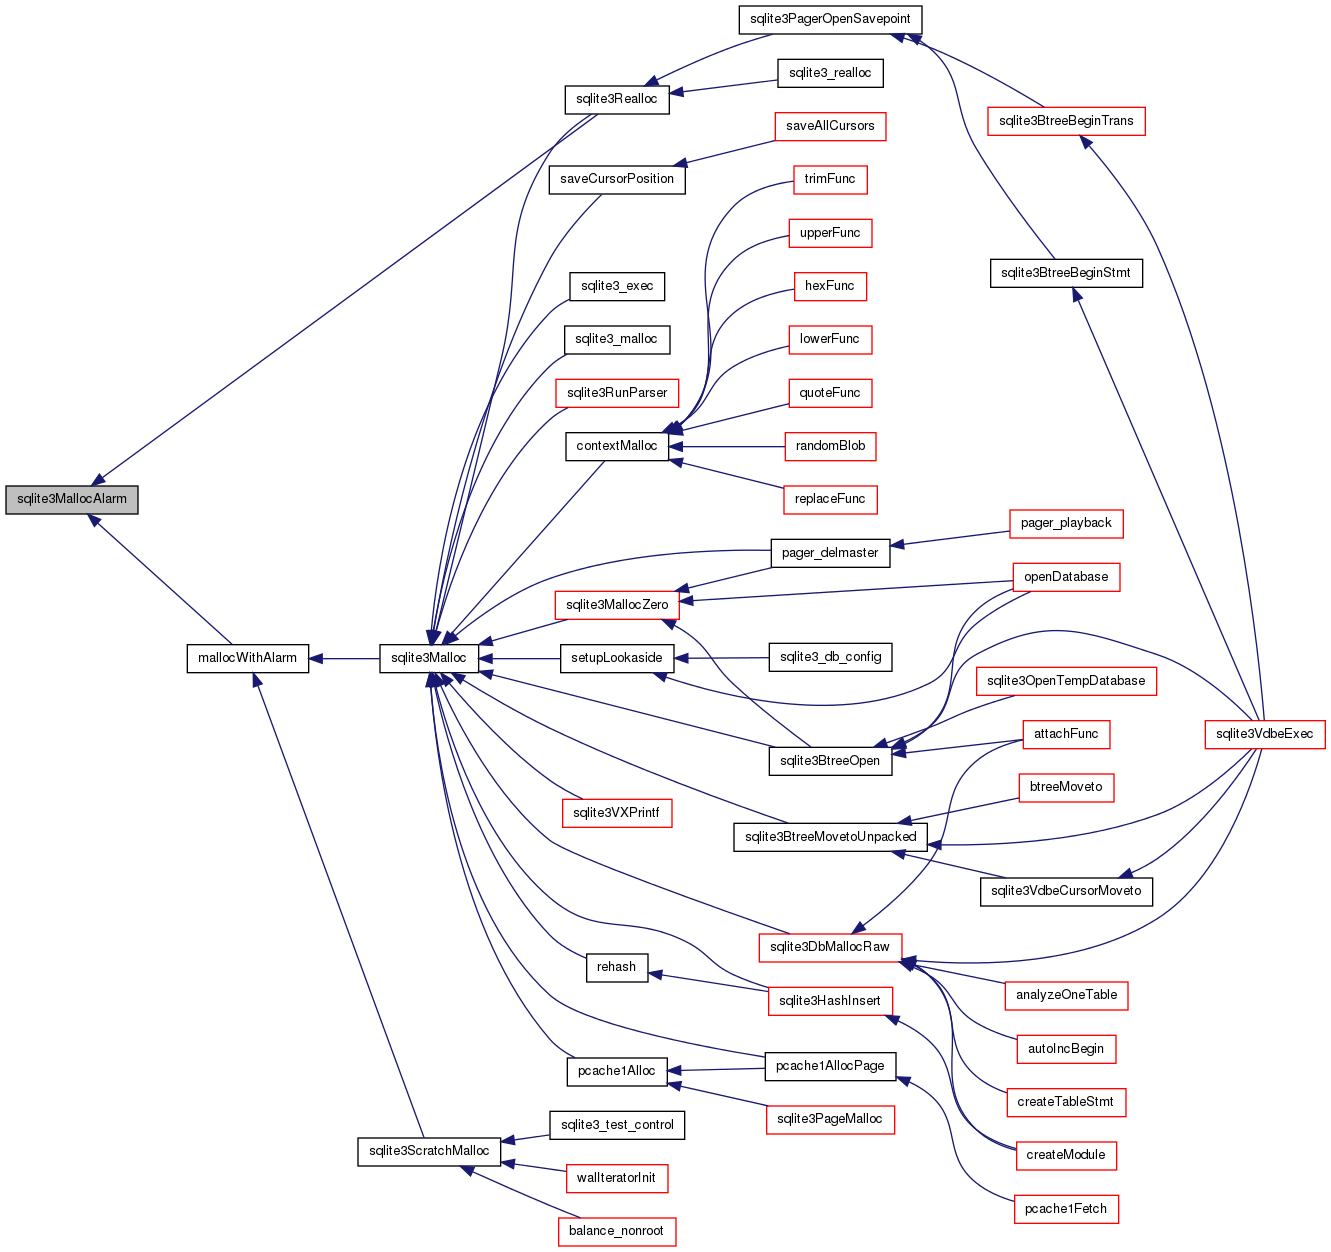 sqlite3PagerOpenSavepoint
sqlite3_realloc
sqlite3Realloc
sqlite3BtreeBeginTrans
saveAllCursors
saveCursorPosition
trimFunc
upperFunc
sqlite3BtreeBeginStmt
sqlite3_exec
hexFunc
sqlite3_malloc
lowerFunc
sqlite3RunParser
quoteFunc
contextMalloc
randomBlob
sqlite3MallocAlarm
replaceFunc
pager_playback
pager_delmaster
openDatabase
sqlite3MallocZero
mallocWithAlarm
sqlite3Malloc
setupLookaside
sqlite3_db_config
sqlite3OpenTempDatabase
attachFunc
sqlite3VdbeExec
sqlite3BtreeOpen
btreeMoveto
sqlite3VXPrintf
sqlite3BtreeMovetoUnpacked
sqlite3VdbeCursorMoveto
sqlite3DbMallocRaw
rehash
analyzeOneTable
sqlite3HashInsert
autoIncBegin
pcache1Alloc
pcache1AllocPage
createTableStmt
sqlite3PageMalloc
sqlite3_test_control
sqlite3ScratchMalloc
createModule
walIteratorInit
pcache1Fetch
balance_nonroot